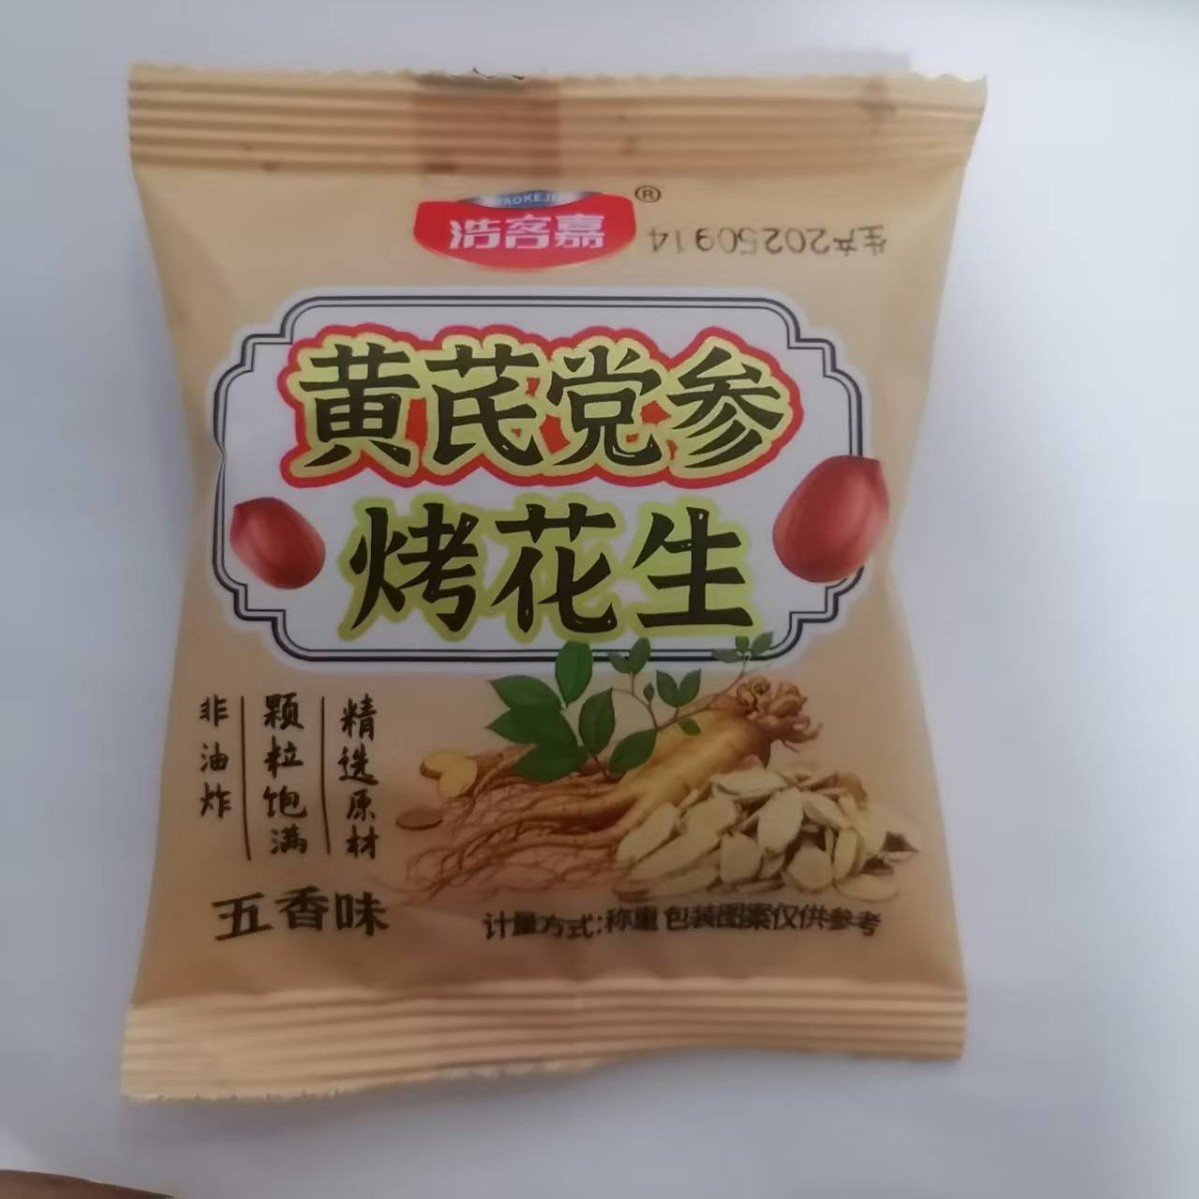 浩客嘉
®
生产20250914
黄芪党参
烤花生
精选原材
颗粒饱满
非油炸
五香味
计量方式:称重 包装图案仅供参考